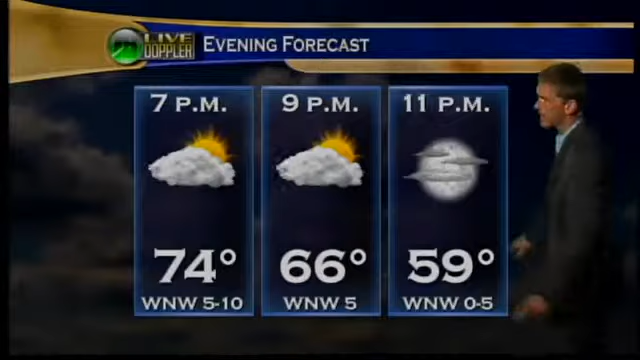 LIVE
DOPPLER
EVENING FORECAST
7 P.M.
9 P.M.
11 P.M.
74°
66°
59°
WNW 5-10
WNW 5
WNW 0-5